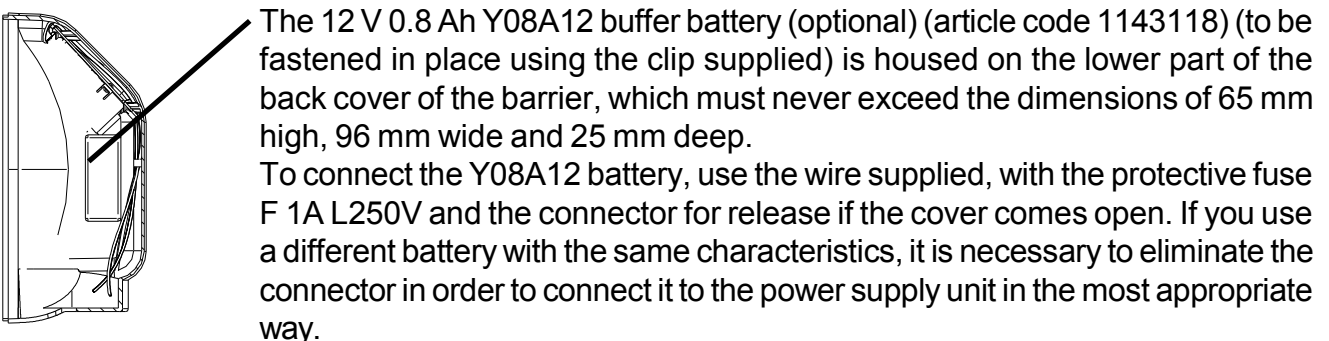 The 12 V 0.8 Ah Y08A12 buffer battery (optional) (article code 1143118) (to be
fastened in place using the clip supplied) is housed on the lower part of the
back cover of the barrier, which must never exceed the dimensions of 65 mm
high, 96 mm wide and 25 mm deep.
To connect the Y08A12 battery, use the wire supplied, with the protective fuse
F 1A L250V and the connector for release if the cover comes open. If you use
a different battery with the same characteristics, it is necessary to eliminate the
connector in order to connect it to the power supply unit in the most appropriate
way.